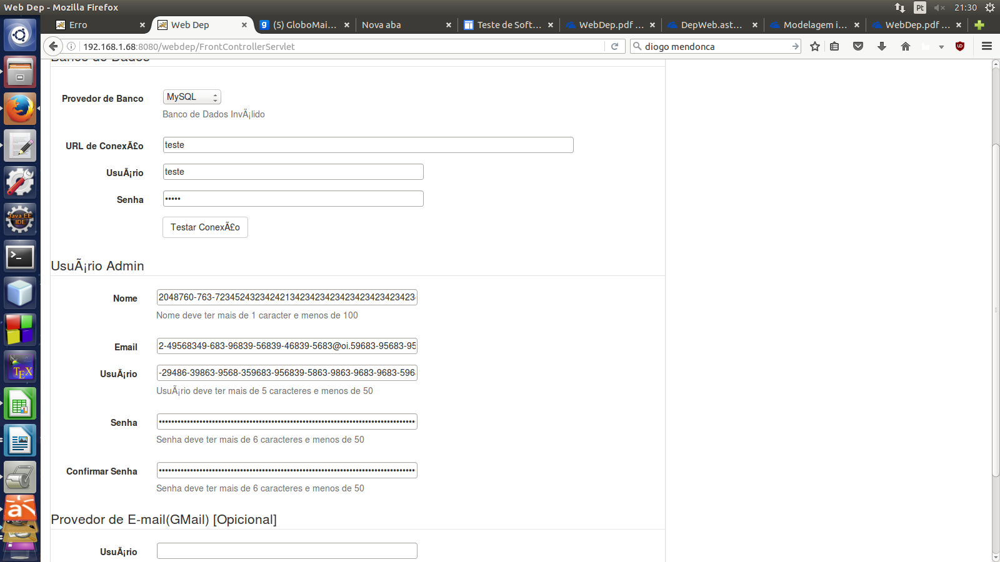 Web Dep - Mozilla Firefox
Pt
21:30
Erro
Web Dep
(5) GloboMai...
Nova aba
Teste de Soft...
WebDep.pdf ...
DepWeb.ast...
Modelagem i...
WebDep.pdf ...
192.168.1.68:8080/webdep/FrontControllerServlet
diogo mendonca
Banco de Dados
Provedor de Banco
MySQL
Banco de Dados InvÃ¡lido
URL de ConexÃ£o
teste
UsuÃ¡rio
teste
Senha
•••••
Testar ConexÃ£o
UsuÃ¡rio Admin
Nome
Nome deve ter mais de 1 caracter e menos de 100
Email
2-49568349-683-96839-56839-46839-5683@oi.59683-95683-95
UsuÃ¡rio
-29486-39863-9568-359683-956839-5863-9863-9683-9683-596
UsuÃ¡rio deve ter mais de 5 caracteres e menos de 50
Senha
Senha deve ter mais de 6 caracteres e menos de 50
Confirmar Senha
Senha deve ter mais de 6 caracteres e menos de 50
Provedor de E-mail(GMail) [Opicional]
UsuÃ¡rio
Java EE
IDE
TEX